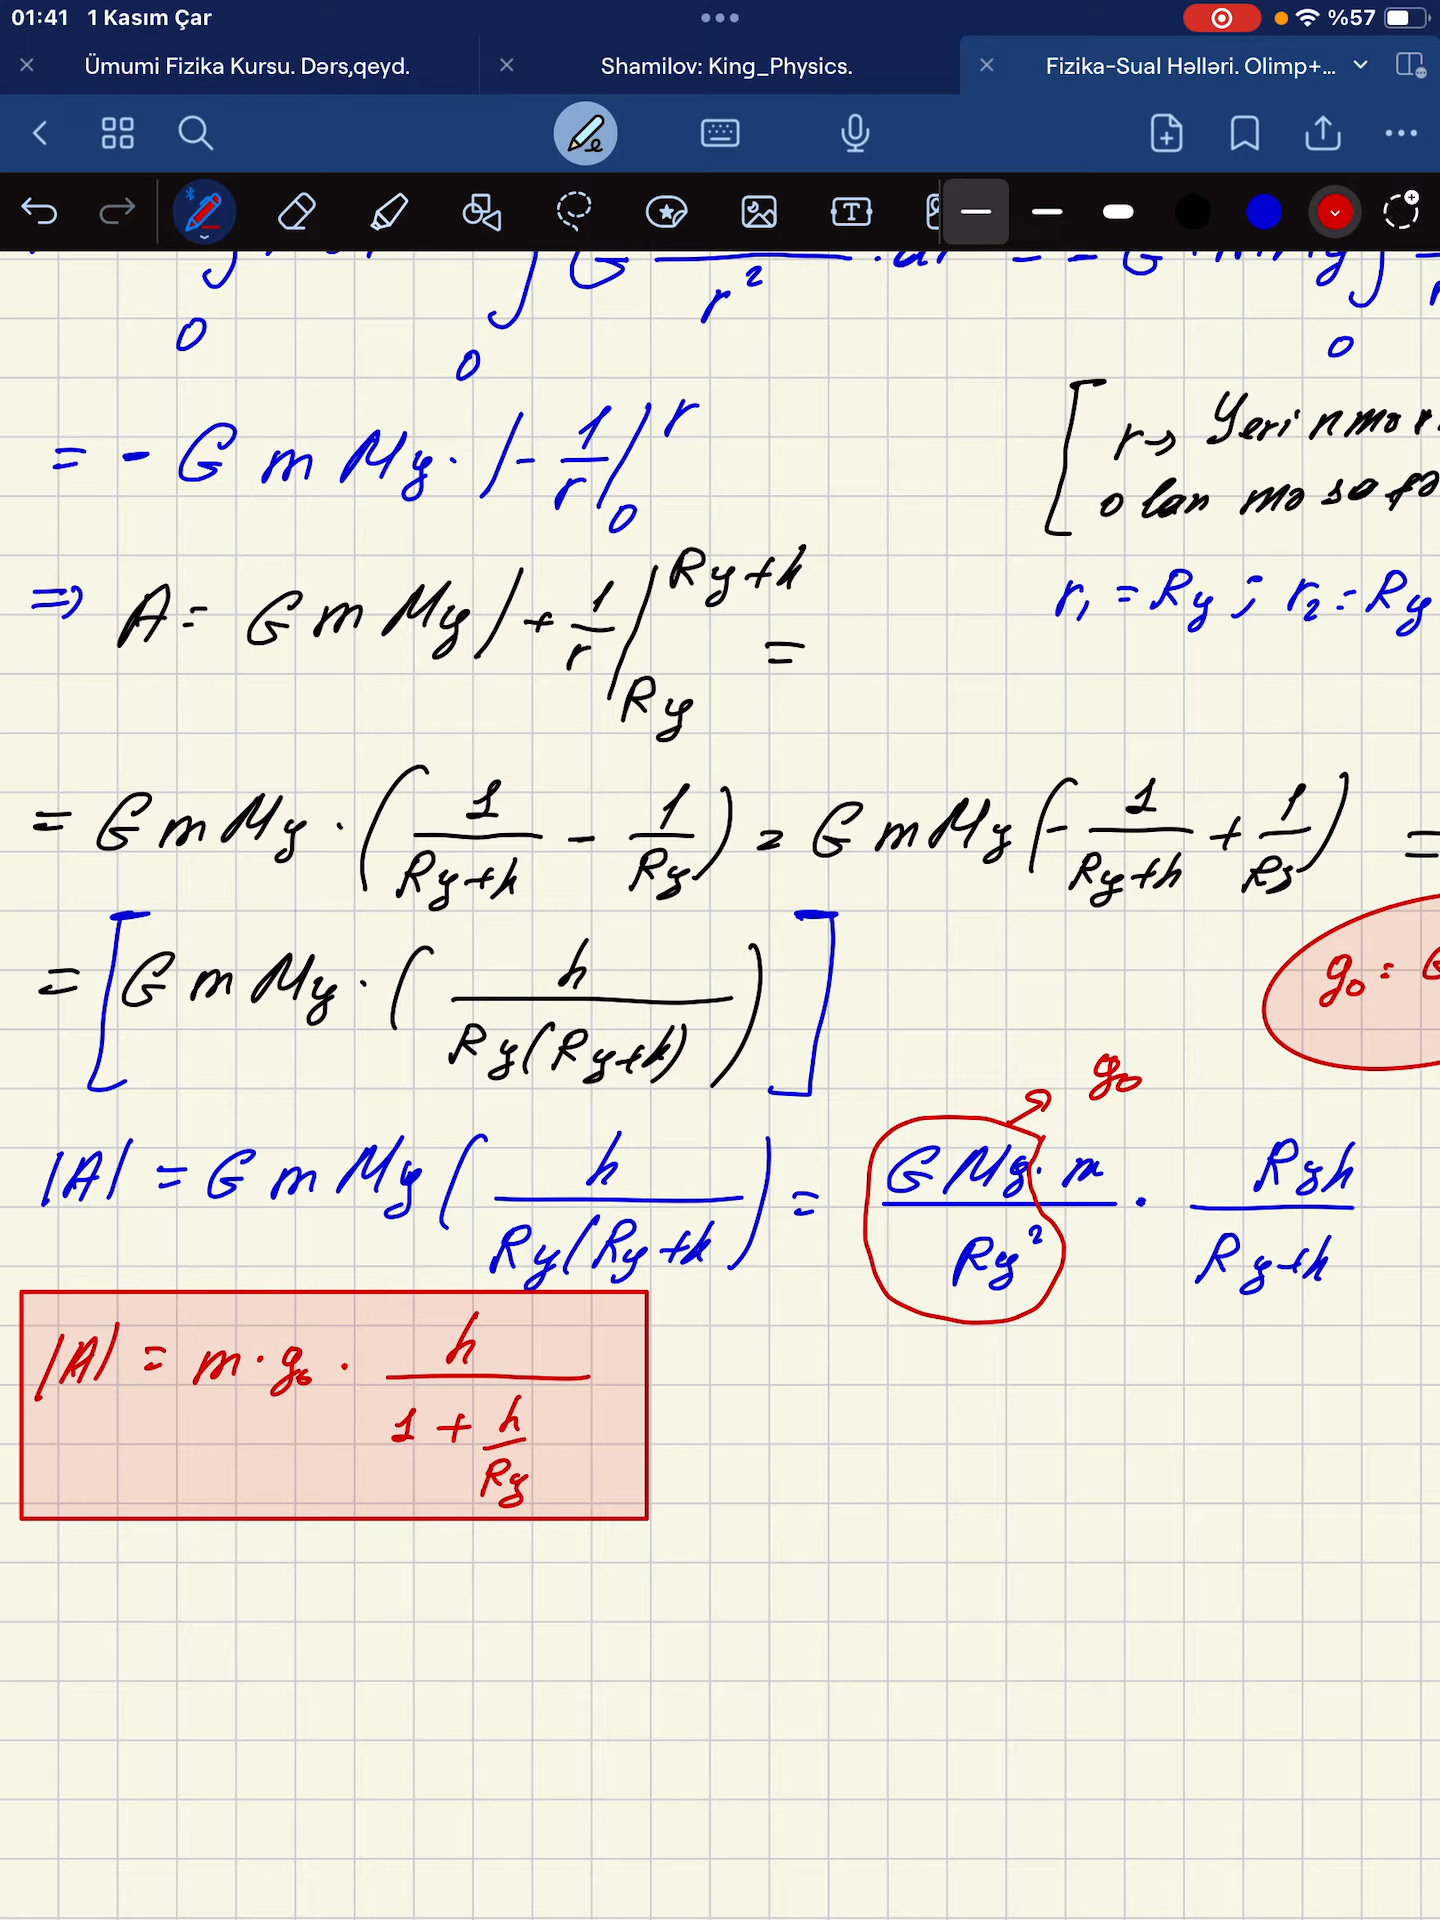 01:41 1 Kasım Çar %57
Ümumi Fizika Kursu. Dərs,qeyd. Shamilov: King_Physics. Fizika-Sual Həlləri. Olimp+...
r²
0 0 0
= - G m My · |- 1/r|₀^r
[r → Yerin
olan məsafə
⇒ A = G m My |+ 1/r|_Ry^Ry+h =
r₁ = Ry ; r₂ = Ry
= G m My · (1/(Ry+h) - 1/Ry) = G m My (- 1/(Ry+h) + 1/Ry) =
= [G m My · (h/(Ry(Ry+h)))]
g₀ = G
g₀
|A| = G m My (h/(Ry(Ry+h))) = (G My · m)/Ry² · (Ry h)/(Ry+h)
|A| = m · g₀ · h/(1 + h/Ry)